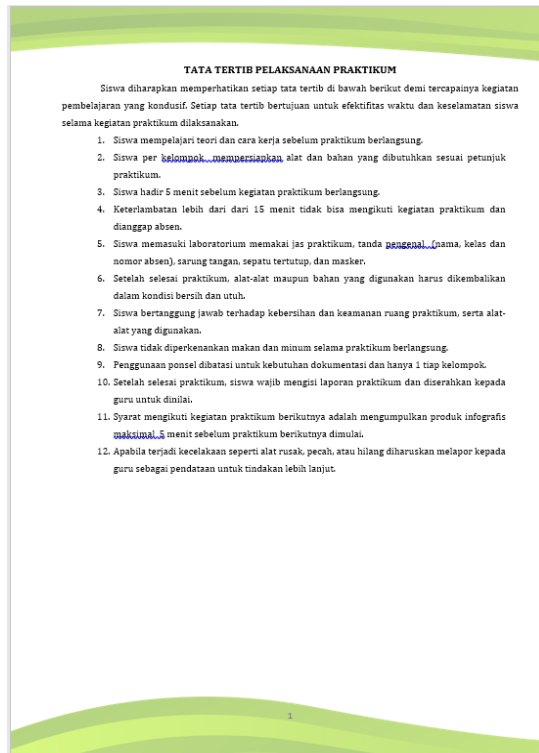 TATA TERTIB PELAKSANAAN PRAKTIKUM
Siswa diharapkan memperhatikan setiap tata tertib di bawah berikut demi tercapainya kegiatan
pembelajaran yang kondusif. Setiap tata tertib bertujuan untuk efektifitas waktu dan keselamatan siswa
selama kegiatan praktikum dilaksanakan.
1. Siswa mempelajari teori dan cara kerja sebelum praktikum berlangsung.
2. Siswa per kelompok mempersiapkan alat dan bahan yang dibutuhkan sesuai petunjuk
praktikum.
3. Siswa hadir 5 menit sebelum kegiatan praktikum berlangsung.
4. Keterlambatan lebih dari dari 15 menit tidak bisa mengikuti kegiatan praktikum dan
dianggap absen.
5. Siswa memasuki laboratorium memakai jas praktikum, tanda pengenal (nama, kelas dan
nomor absen), sarung tangan, sepatu tertutup, dan masker.
6. Setelah selesai praktikum, alat-alat maupun bahan yang digunakan harus dikembalikan
dalam kondisi bersih dan utuh.
7. Siswa bertanggung jawab terhadap kebersihan dan keamanan ruang praktikum, serta alat-
alat yang digunakan.
8. Siswa tidak diperkenankan makan dan minum selama praktikum berlangsung.
9. Penggunaan ponsel dibatasi untuk kebutuhan dokumentasi dan hanya 1 tiap kelompok.
10. Setelah selesai praktikum, siswa wajib mengisi laporan praktikum dan diserahkan kepada
guru untuk dinilai.
11. Syarat mengikuti kegiatan praktikum berikutnya adalah mengumpulkan produk infografis
maksimal 5 menit sebelum praktikum berikutnya dimulai.
12. Apabila terjadi kecelakaan seperti alat rusak, pecah, atau hilang diharuskan melapor kepada
guru sebagai pendataan untuk tindakan lebih lanjut.
1